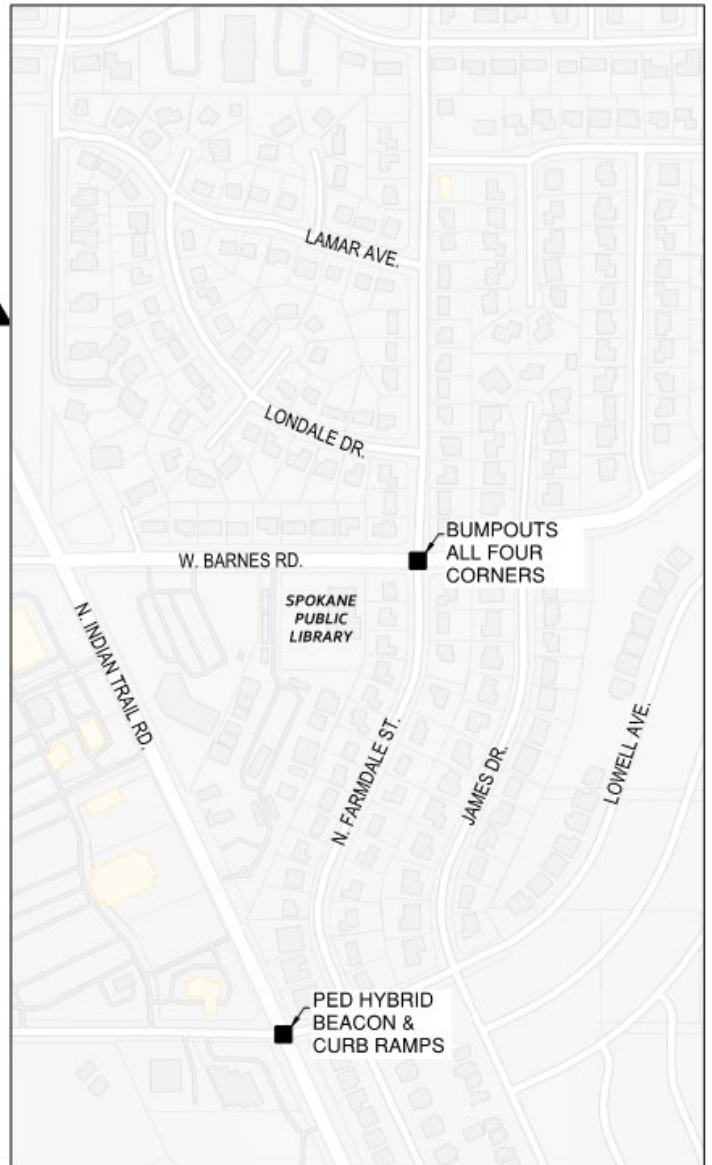 LAMAR AVE.
LONDALE DR.
BUMPOUTS
ALL FOUR
CORNERS
W. BARNES RD.
SPOKANE
PUBLIC
LIBRARY
N. INDIAN TRAIL RD.
N. FARMDALE ST.
JAMES DR.
LOWELL AVE.
PED HYBRID
BEACON &
CURB RAMPS